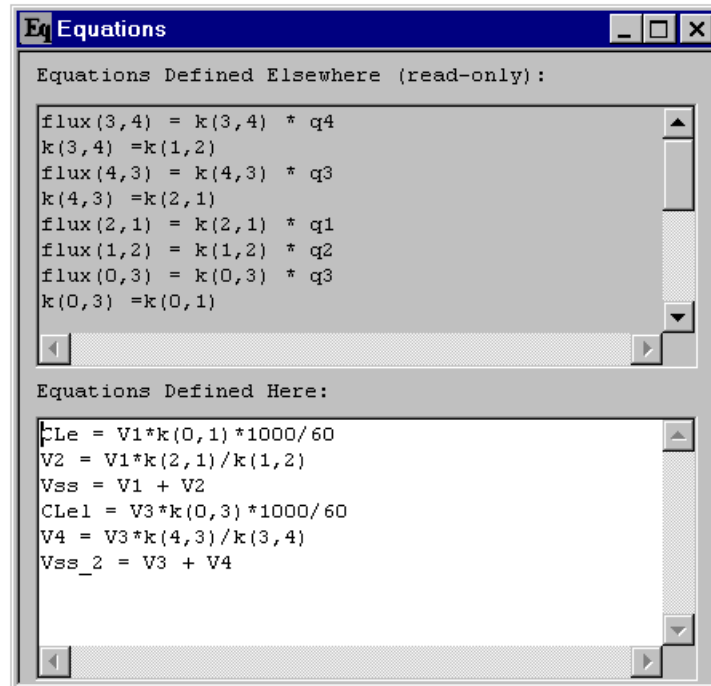 Eq Equations
Equations Defined Elsewhere (read-only):
flux(3,4) = k(3,4) * q4
k(3,4) =k(1,2)
flux(4,3) = k(4,3) * q3
k(4,3) =k(2,1)
flux(2,1) = k(2,1) * q1
flux(1,2) = k(1,2) * q2
flux(0,3) = k(0,3) * q3
k(0,3) =k(0,1)
Equations Defined Here:
CLe = V1*k(0,1)*1000/60
V2 = V1*k(2,1)/k(1,2)
Vss = V1 + V2
CLe1 = V3*k(0,3)*1000/60
V4 = V3*k(4,3)/k(3,4)
Vss_2 = V3 + V4